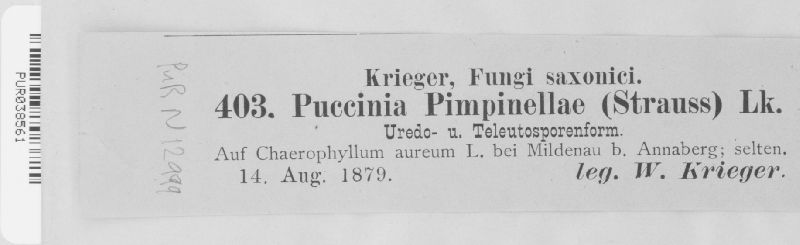 PUR038561
PUR N12999
Krieger, Fungi saxonici.
403. Puccinia Pimpinellae (Strauss) Lk.
Uredo- u. Teleutosporenform.
Auf Chaerophyllum aureum L. bei Mildenau b. Annaberg; selten.
14. Aug. 1879. leg. W. Krieger.